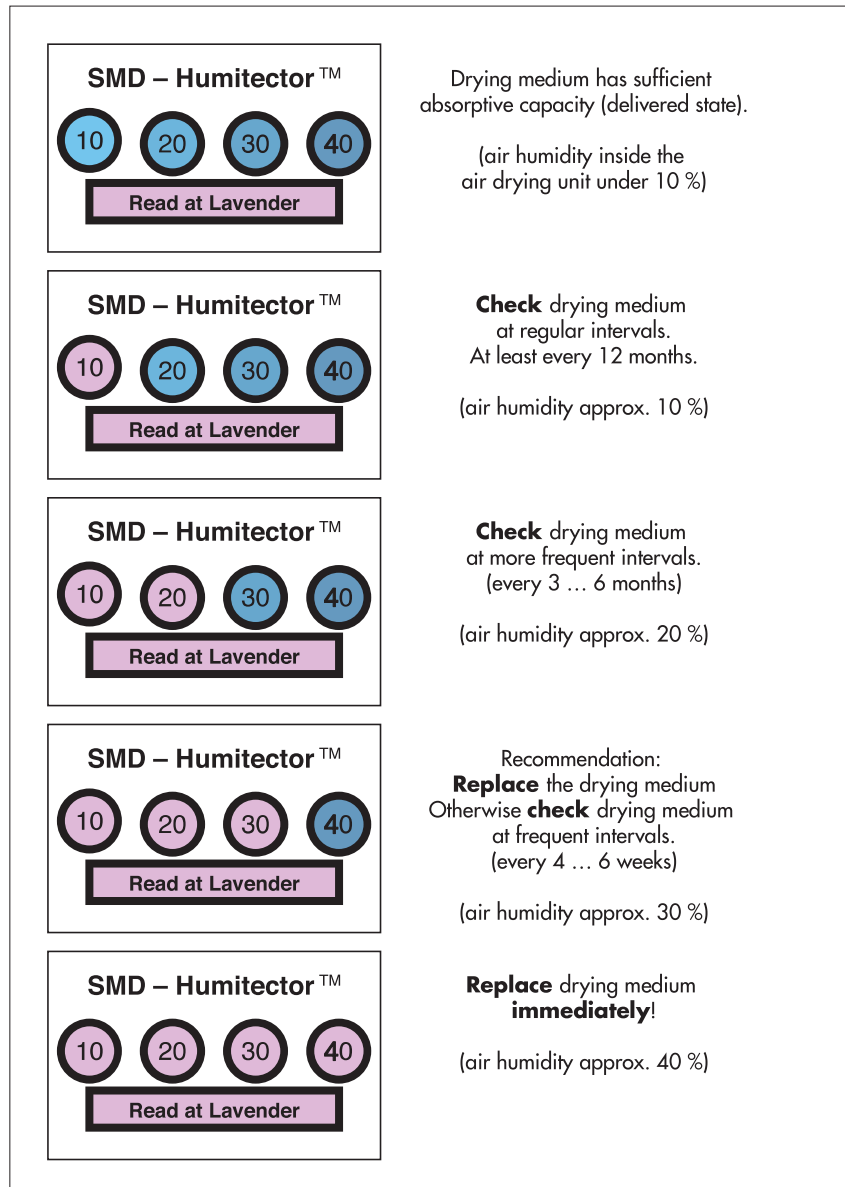 SMD – Humitector™
10 20 30 40
Read at Lavender
Drying medium has sufficient
absorptive capacity (delivered state).
(air humidity inside the
air drying unit under 10 %)
SMD – Humitector™
10 20 30 40
Read at Lavender
Check drying medium
at regular intervals.
At least every 12 months.
(air humidity approx. 10 %)
SMD – Humitector™
10 20 30 40
Read at Lavender
Check drying medium
at more frequent intervals.
(every 3 … 6 months)
(air humidity approx. 20 %)
SMD – Humitector™
10 20 30 40
Read at Lavender
Recommendation:
Replace the drying medium
Otherwise check drying medium
at frequent intervals.
(every 4 … 6 weeks)
(air humidity approx. 30 %)
SMD – Humitector™
10 20 30 40
Read at Lavender
Replace drying medium
immediately!
(air humidity approx. 40 %)